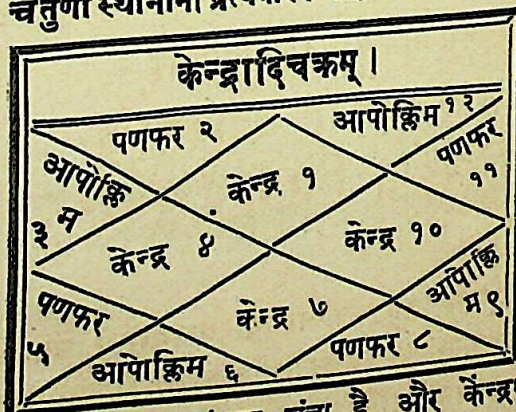 चतुर्णां स्थानानां
केन्द्रादिचक्रम् ।
पणफर २
आपोक्लिम १२
आपोक्लि
म
३
केन्द्र १
पणफर
११
केन्द्र ४
केन्द्र १०
पणफर
५
केन्द्र ७
आपोक्लि
म ९
आपोक्लिम ६
पणफर ८
है और केंद्र